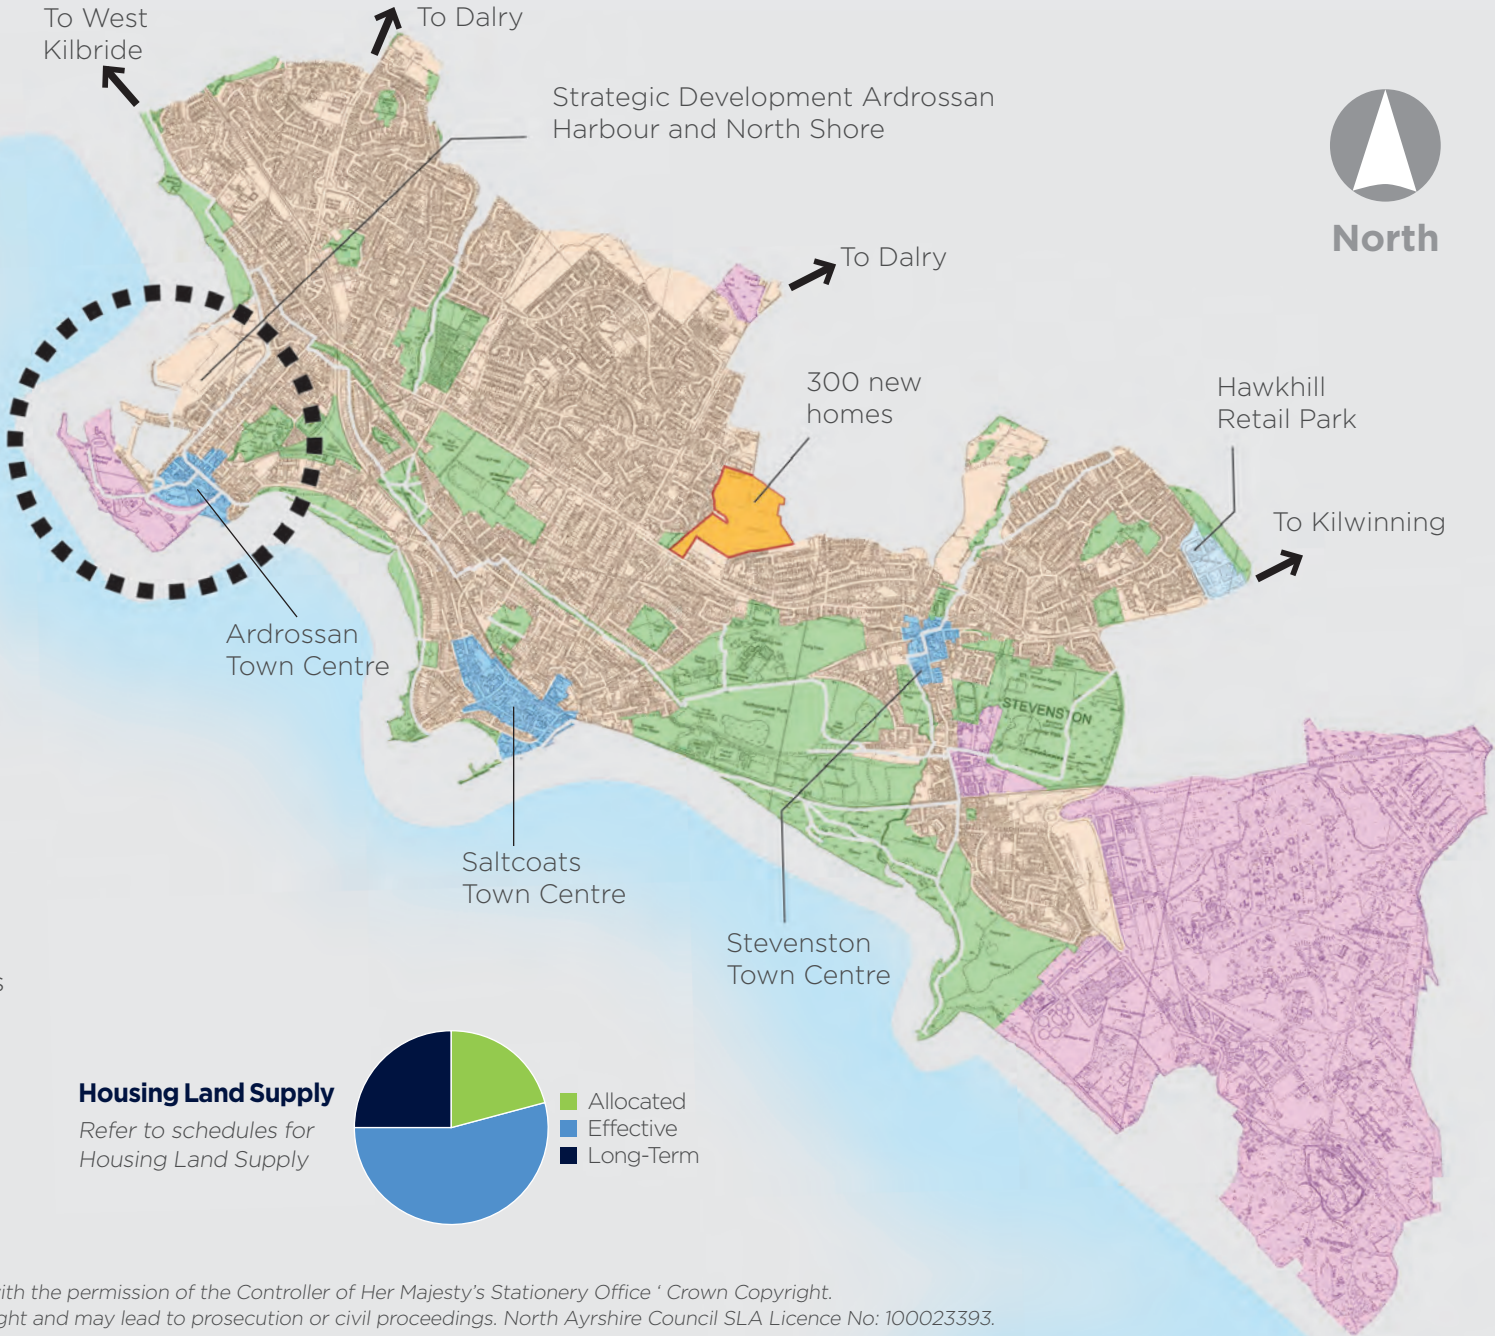 To West
Kilbride
To Dalry
Strategic Development Ardrossan
Harbour and North Shore
North
To Dalry
300 new
homes
Hawkhill
Retail Park
To Kilwinning
Ardrossan
Town Centre
STEVENSTON
Saltcoats
Town Centre
Stevenston
Town Centre
s
Housing Land Supply
Refer to schedules for
Housing Land Supply
Allocated
Effective
Long-Term
ith the permission of the Controller of Her Majesty's Stationery Office ‘ Crown Copyright.
ght and may lead to prosecution or civil proceedings. North Ayrshire Council SLA Licence No: 100023393.